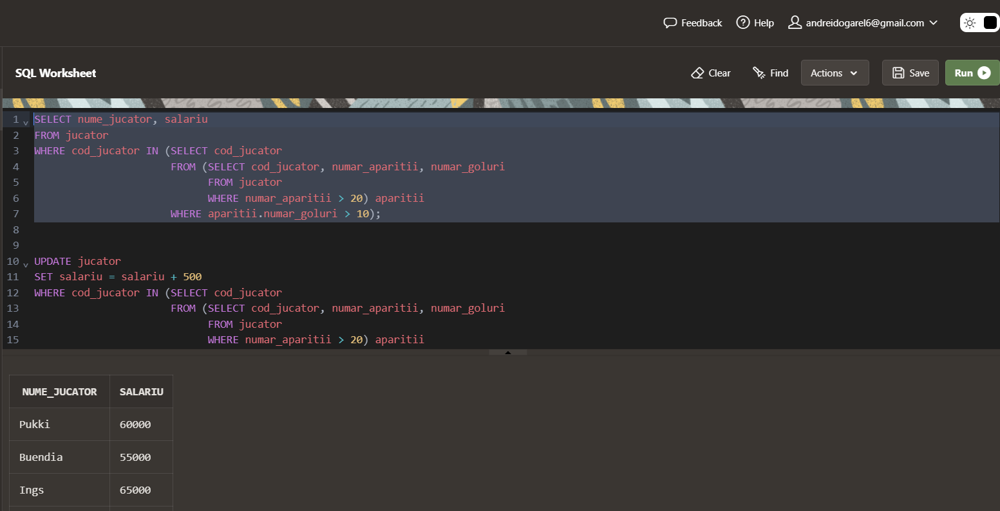 Feedback Help andreidogarel6@gmail.com
SQL Worksheet Clear Find Actions Save Run
1 SELECT nume_jucator, salariu
2 FROM jucator
3 WHERE cod_jucator IN (SELECT cod_jucator
4 FROM (SELECT cod_jucator, numar_aparitii, numar_goluri
5 FROM jucator
6 WHERE numar_aparitii > 20) aparitii
7 WHERE aparitii.numar_goluri > 10);
8
9
10 UPDATE jucator
11 SET salariu = salariu + 500
12 WHERE cod_jucator IN (SELECT cod_jucator
13 FROM (SELECT cod_jucator, numar_aparitii, numar_goluri
14 FROM jucator
15 WHERE numar_aparitii > 20) aparitii
NUME_JUCATOR SALARIU
Pukki 60000
Buendia 55000
Ings 65000